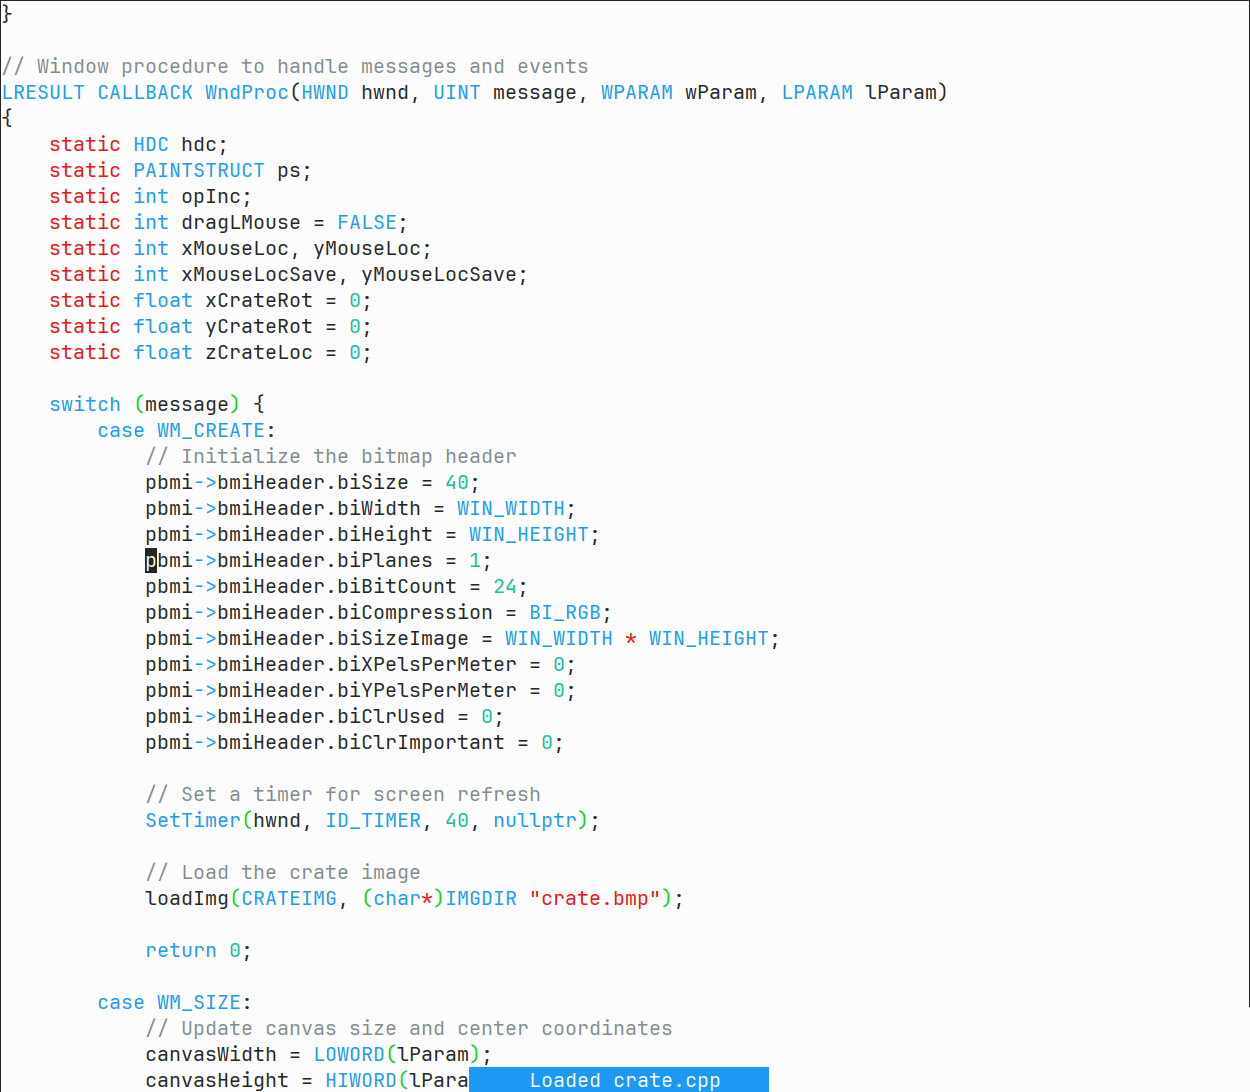 }
// Window procedure to handle messages and events
LRESULT CALLBACK WndProc(HWND hwnd, UINT message, WPARAM wParam, LPARAM lParam)
{
    static HDC hdc;
    static PAINTSTRUCT ps;
    static int opInc;
    static int dragLMouse = FALSE;
    static int xMouseLoc, yMouseLoc;
    static int xMouseLocSave, yMouseLocSave;
    static float xCrateRot = 0;
    static float yCrateRot = 0;
    static float zCrateLoc = 0;
    switch (message) {
        case WM_CREATE:
            // Initialize the bitmap header
            pbmi->bmiHeader.biSize = 40;
            pbmi->bmiHeader.biWidth = WIN_WIDTH;
            pbmi->bmiHeader.biHeight = WIN_HEIGHT;
            pbmi->bmiHeader.biPlanes = 1;
            pbmi->bmiHeader.biBitCount = 24;
            pbmi->bmiHeader.biCompression = BI_RGB;
            pbmi->bmiHeader.biSizeImage = WIN_WIDTH * WIN_HEIGHT;
            pbmi->bmiHeader.biXPelsPerMeter = 0;
            pbmi->bmiHeader.biYPelsPerMeter = 0;
            pbmi->bmiHeader.biClrUsed = 0;
            pbmi->bmiHeader.biClrImportant = 0;
            // Set a timer for screen refresh
            SetTimer(hwnd, ID_TIMER, 40, nullptr);
            // Load the crate image
            loadImg(CRATEIMG, (char*)IMGDIR "crate.bmp");
            return 0;
        case WM_SIZE:
            // Update canvas size and center coordinates
            canvasWidth = LOWORD(lParam);
            canvasHeight = HIWORD(lPara
Loaded crate.cpp